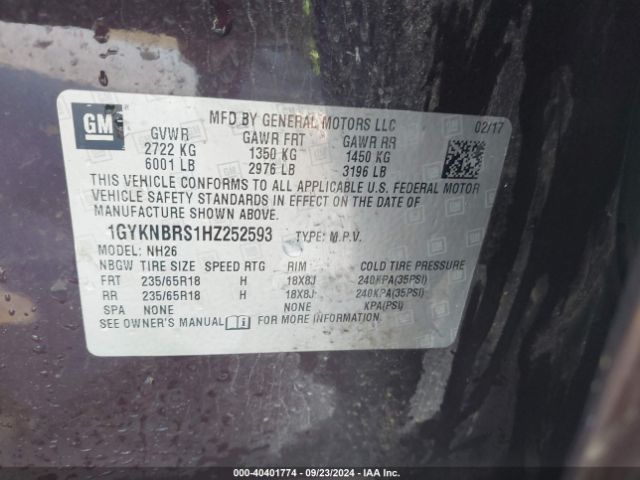 GM
MFD BY GENERAL MOTORS LLC 02/17
GVWR GAWR FRT GAWR RR
2722 KG 1350 KG 1450 KG
6001 LB 2976 LB 3196 LB
THIS VEHICLE CONFORMS TO ALL APPLICABLE U.S. FEDERAL MOTOR
VEHICLE SAFETY STANDARDS IN EFFECT ON THE DATE OF
MANUFACTURE SHOWN ABOVE.
1GYKNBRS1HZ252593 TYPE: M.P.V.
MODEL: NH26
NBGW TIRE SIZE SPEED RTG RIM COLD TIRE PRESSURE
FRT 235/65R18 H 18X8J 240KPA(35PSI)
RR 235/65R18 H 18X8J 240KPA(35PSI)
SPA NONE NONE KPA(PSI)
SEE OWNER'S MANUAL FOR MORE INFORMATION.
000-40401774 - 09/23/2024 - IAA Inc.